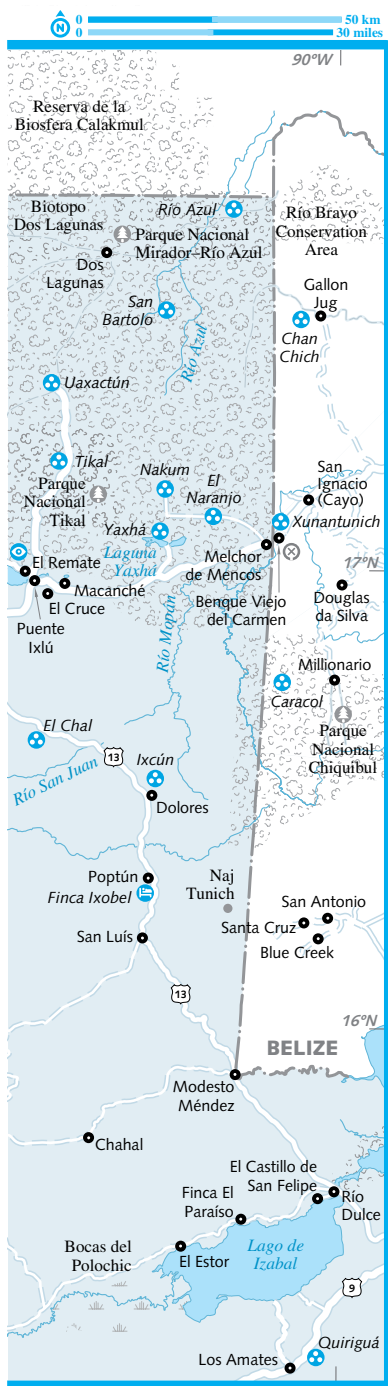 0 50 km
0 30 miles
N
90°W
Reserva de la
Biosfera Calakmul
Biotopo
Dos Lagunas
Río Azul
Río Bravo
Conservation
Area
Parque Nacional
Mirador–Río Azul
Dos
Lagunas
Gallon
Jug
San
Bartolo
Río Azul
Chan
Chich
Uaxactún
Tikal
Parque
Nacional
Tikal
Nakum
El
Naranjo
San
Ignacio
(Cayo)
Xunantunich
Yaxhá
Laguna
Yaxhá
Melchor
de Mencos
17°N
El Remate
Macanché
El Cruce
Puente
Ixlú
Benque Viejo
del Carmen
Douglas
da Silva
Río Mopán
Millionario
Caracol
Parque
Nacional
Chiquibul
El Chal
13
Ixcún
Río San Juan
Dolores
Poptún
Finca Ixobel
Naj
Tunich
San Antonio
Santa Cruz
Blue Creek
San Luís
13
16°N
BELIZE
Modesto
Méndez
Chahal
El Castillo de
San Felipe
Río
Dulce
Finca El
Paraíso
Bocas del
Polochic
El Estor
Lago de
Izabal
9
Quiriguá
Los Amates